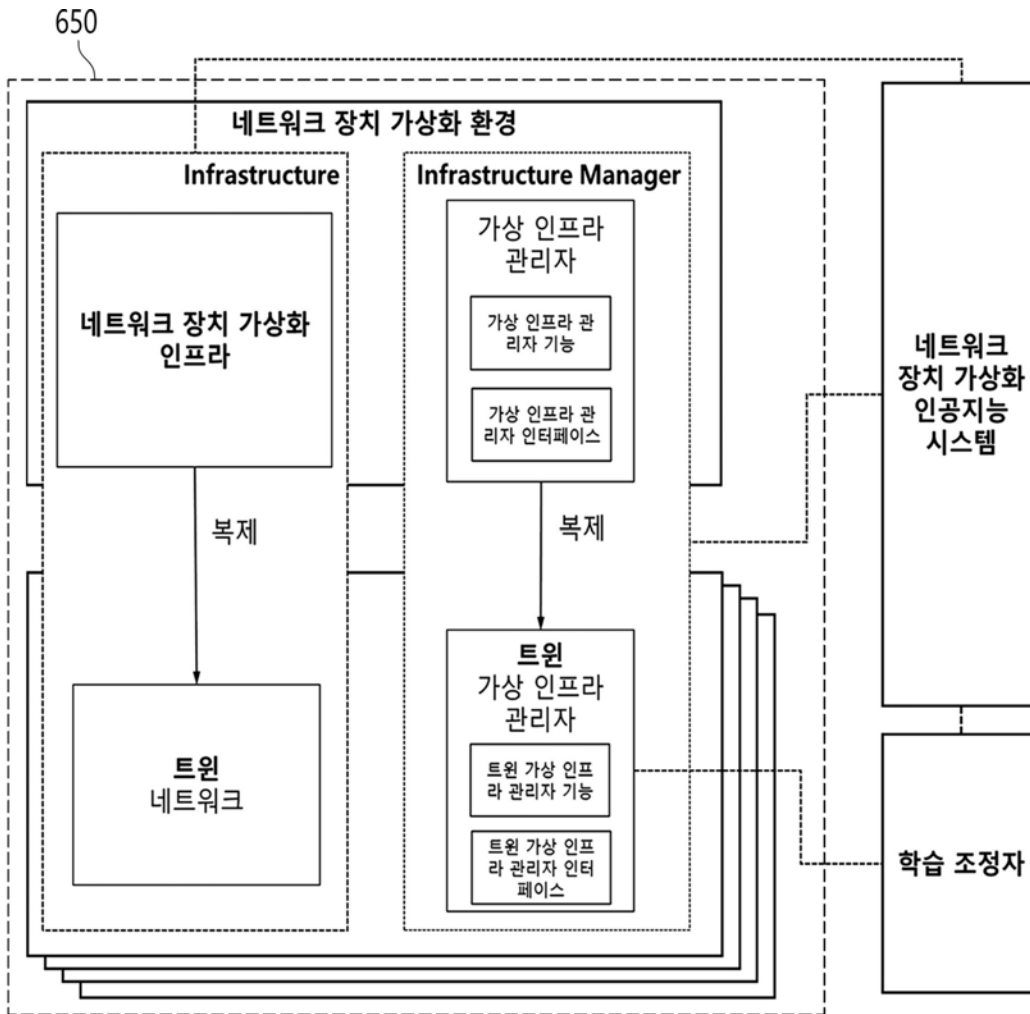 650
네트워크 장치 가상화 환경
Infrastructure
Infrastructure Manager
네트워크 장치 가상화
인프라
가상 인프라
관리자
가상 인프라 관
리자 기능
가상 인프라 관
리자 인터페이스
네트워크
장치 가상화
인공지능
시스템
복제
복제
트윈
네트워크
트윈
가상 인프라
관리자
트윈 가상 인프
라 관리자 기능
트윈 가상 인프
라 관리자 인터
페이스
학습 조정자